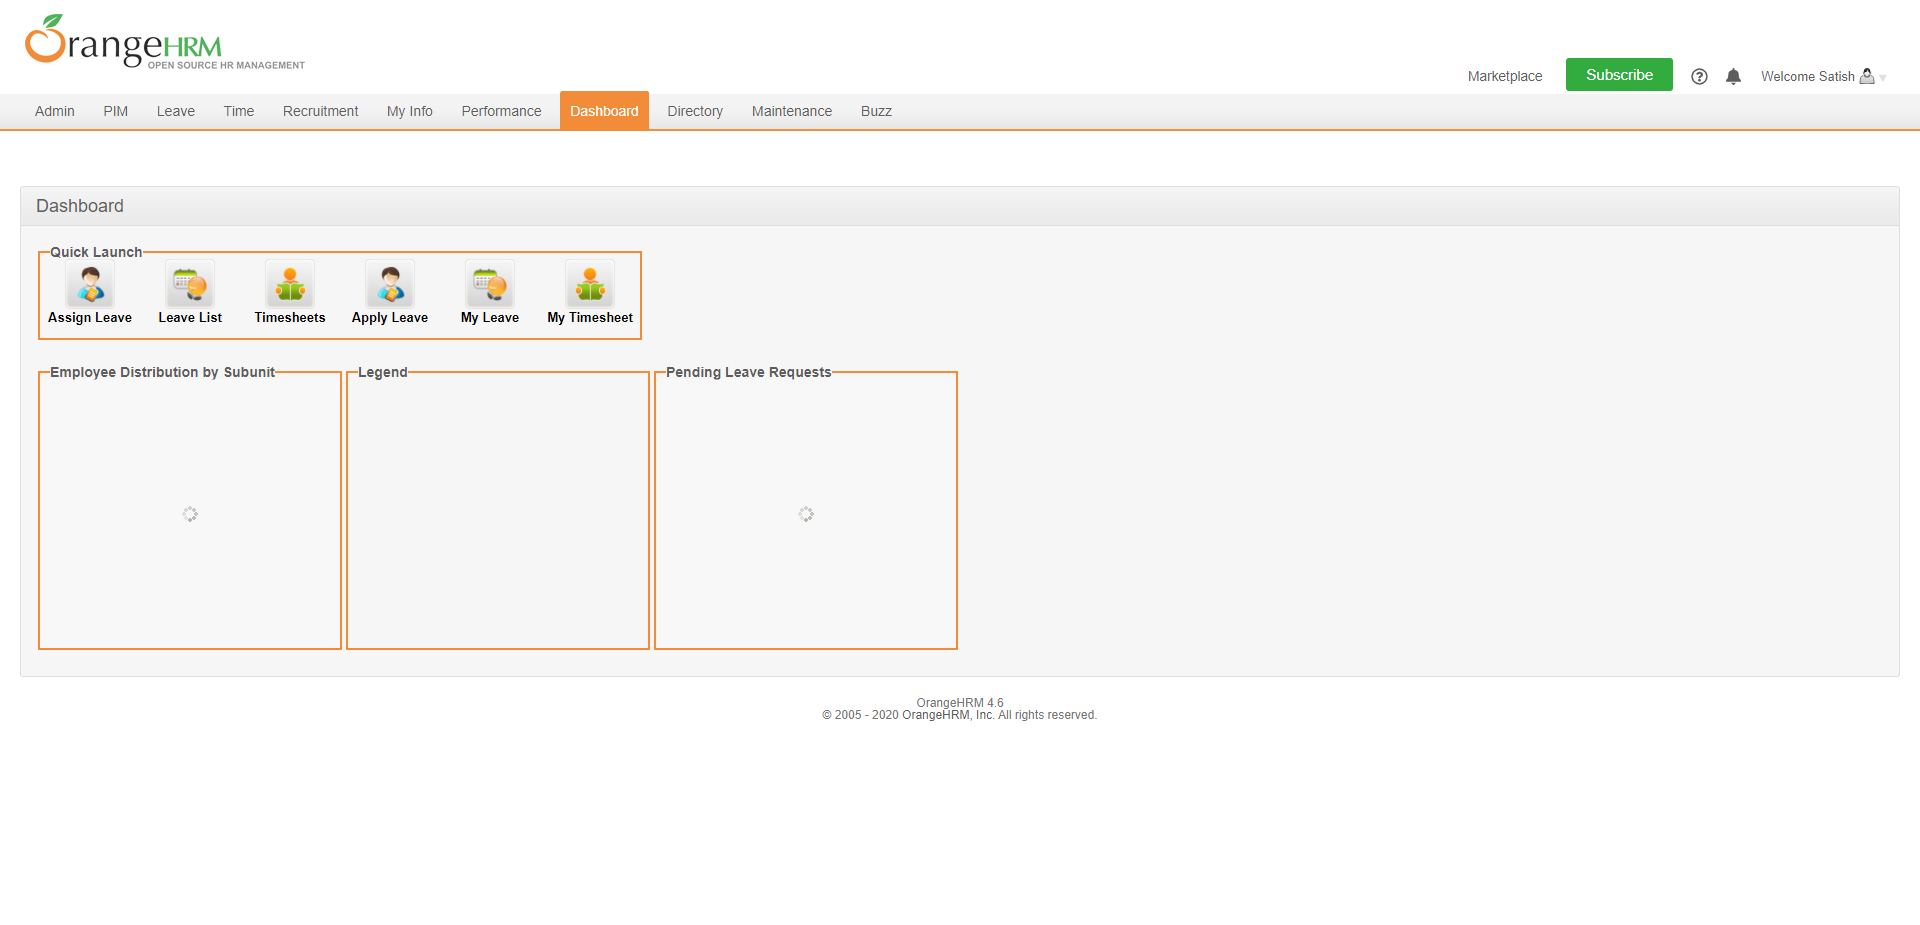 OrangeHRM
OPEN SOURCE HR MANAGEMENT
Marketplace
Subscribe
Welcome Satish
Admin
PIM
Leave
Time
Recruitment
My Info
Performance
Dashboard
Directory
Maintenance
Buzz
Dashboard
Quick Launch
Assign Leave
Leave List
Timesheets
Apply Leave
My Leave
My Timesheet
Employee Distribution by Subunit
Legend
Pending Leave Requests
OrangeHRM 4.6
© 2005 - 2020 OrangeHRM, Inc. All rights reserved.